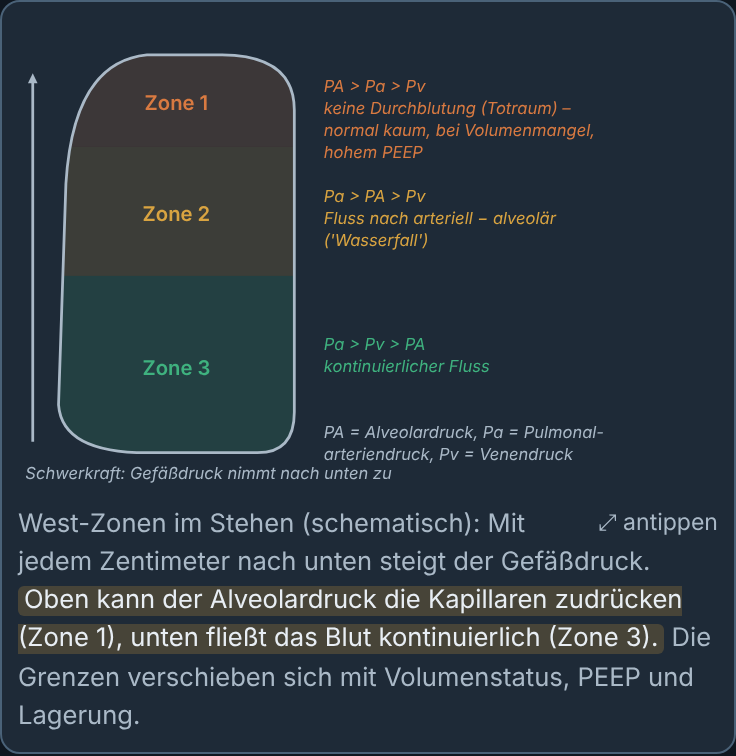 Zone 1
PA > Pa > Pv
keine Durchblutung (Totraum) –
normal kaum, bei Volumenmangel,
hohem PEEP
Zone 2
Pa > PA > Pv
Fluss nach arteriell – alveolär
('Wasserfall')
Zone 3
Pa > Pv > PA
kontinuierlicher Fluss
PA = Alveolardruck, Pa = Pulmonal-
arteriendruck, Pv = Venendruck
Schwerkraft: Gefäßdruck nimmt nach unten zu
West-Zonen im Stehen (schematisch): Mit
antippen
jedem Zentimeter nach unten steigt der Gefäßdruck.
Oben kann der Alveolardruck die Kapillaren zudrücken
(Zone 1), unten fließt das Blut kontinuierlich (Zone 3). Die
Grenzen verschieben sich mit Volumenstatus, PEEP und
Lagerung.